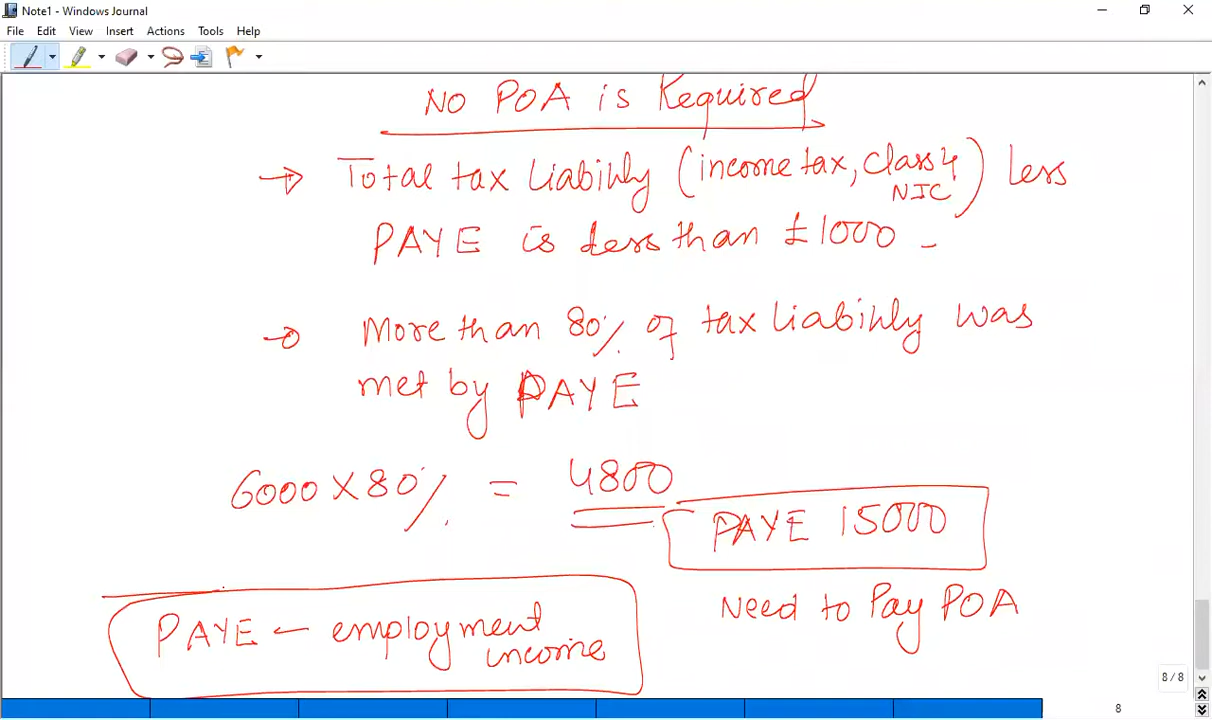 Note1 - Windows Journal
File Edit View Insert Actions Tools Help
NO POA is Required
→ Total tax liability (income tax, class 4 NIC) less
PAYE is less than £1000 -
→ More than 80% of tax liability was
met by PAYE
6000 X 80% = 4800
PAYE 15000
Need to Pay POA
PAYE ← employment
income
8 / 8
8